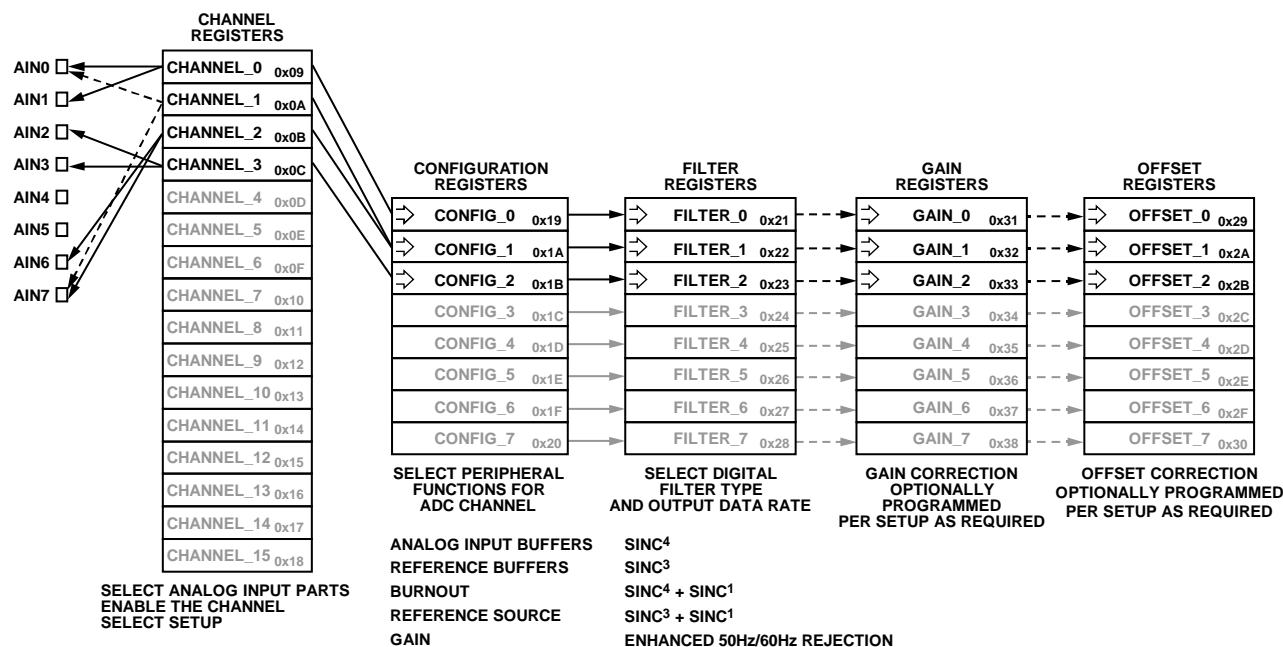 CHANNEL
REGISTERS
AIN0
AIN1
AIN2
AIN3
AIN4
AIN5
AIN6
AIN7
CHANNEL_0 0x09
CHANNEL_1 0x0A
CHANNEL_2 0x0B
CHANNEL_3 0x0C
CHANNEL_4 0x0D
CHANNEL_5 0x0E
CHANNEL_6 0x0F
CHANNEL_7 0x10
CHANNEL_8 0x11
CHANNEL_9 0x12
CHANNEL_10 0x13
CHANNEL_11 0x14
CHANNEL_12 0x15
CHANNEL_13 0x16
CHANNEL_14 0x17
CHANNEL_15 0x18
SELECT ANALOG INPUT PARTS
ENABLE THE CHANNEL
SELECT SETUP
CONFIGURATION
REGISTERS
CONFIG_0 0x19
CONFIG_1 0x1A
CONFIG_2 0x1B
CONFIG_3 0x1C
CONFIG_4 0x1D
CONFIG_5 0x1E
CONFIG_6 0x1F
CONFIG_7 0x20
SELECT PERIPHERAL
FUNCTIONS FOR
ADC CHANNEL
ANALOG INPUT BUFFERS
REFERENCE BUFFERS
BURNOUT
REFERENCE SOURCE
GAIN
FILTER
REGISTERS
FILTER_0 0x21
FILTER_1 0x22
FILTER_2 0x23
FILTER_3 0x24
FILTER_4 0x25
FILTER_5 0x26
FILTER_6 0x27
FILTER_7 0x28
SELECT DIGITAL
FILTER TYPE
AND OUTPUT DATA RATE
SINC⁴
SINC³
SINC⁴ + SINC¹
SINC³ + SINC¹
ENHANCED 50Hz/60Hz REJECTION
GAIN
REGISTERS
GAIN_0 0x31
GAIN_1 0x32
GAIN_2 0x33
GAIN_3 0x34
GAIN_4 0x35
GAIN_5 0x36
GAIN_6 0x37
GAIN_7 0x38
GAIN CORRECTION
OPTIONALLY
PROGRAMMED
PER SETUP AS REQUIRED
OFFSET
REGISTERS
OFFSET_0 0x29
OFFSET_1 0x2A
OFFSET_2 0x2B
OFFSET_3 0x2C
OFFSET_4 0x2D
OFFSET_5 0x2E
OFFSET_6 0x2F
OFFSET_7 0x30
OFFSET CORRECTION
OPTIONALLY PROGRAMMED
PER SETUP AS REQUIRED